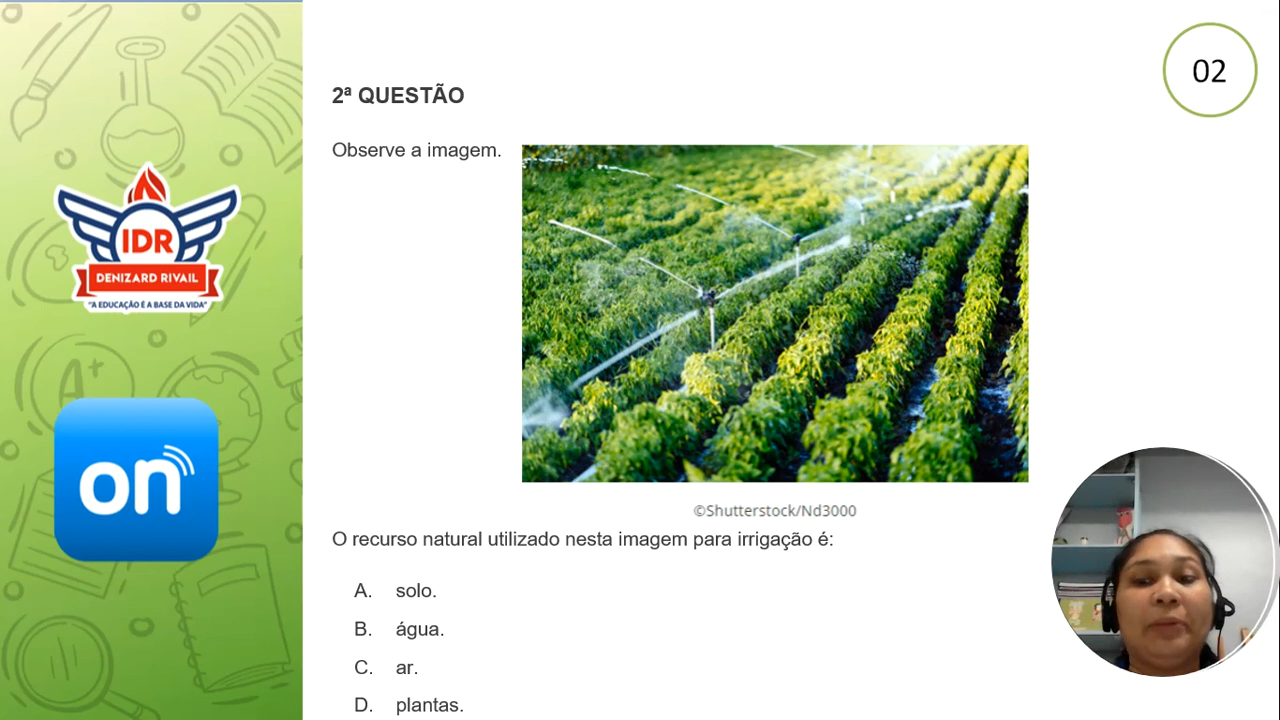 02
2ª QUESTÃO
Observe a imagem.
©Shutterstock/Nd3000
O recurso natural utilizado nesta imagem para irrigação é:
A. solo.
B. água.
C. ar.
D. plantas.
IDR
DENIZARD RIVAIL
"A EDUCAÇÃO É A BASE DA VIDA"
on
A+